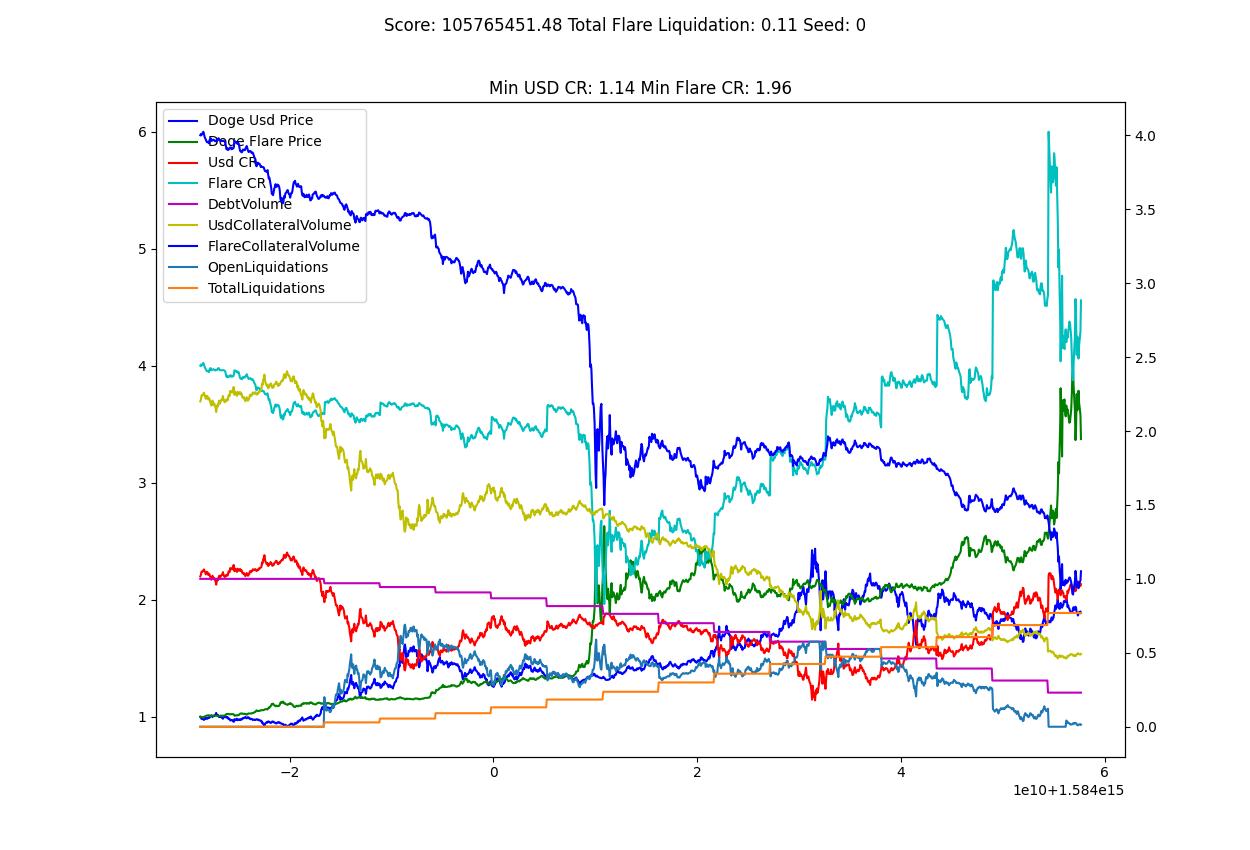 Score: 105765451.48 Total Flare Liquidation: 0.11 Seed: 0
Min USD CR: 1.14 Min Flare CR: 1.96
Doge Usd Price
Doge Flare Price
Usd CR
Flare CR
DebtVolume
UsdCollateralVolume
FlareCollateralVolume
OpenLiquidations
TotalLiquidations
6
5
4
3
2
1
4.0
3.5
3.0
2.5
2.0
1.5
1.0
0.5
0.0
−2
0
2
4
6
1e10+1.584e15